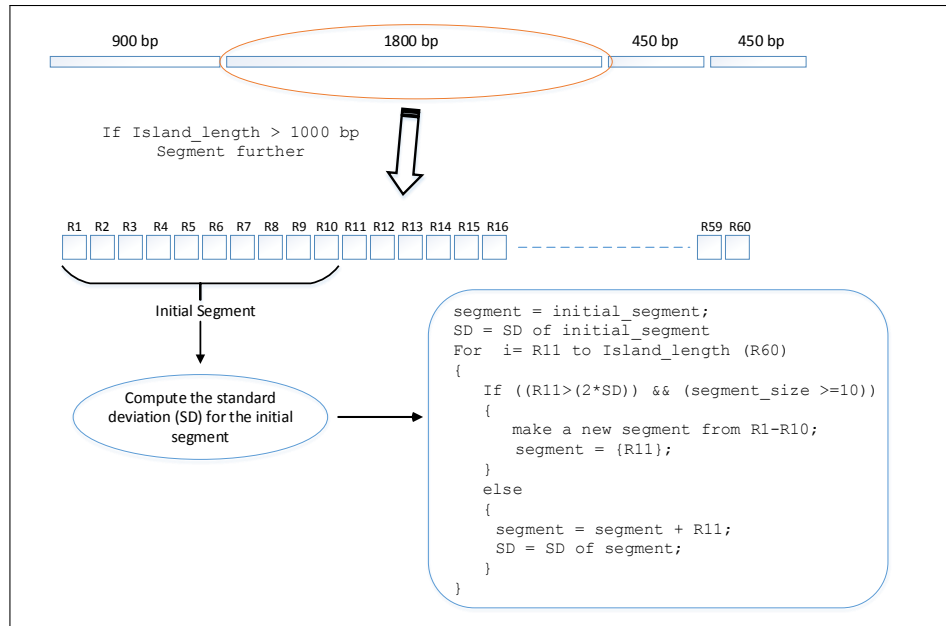 900 bp 1800 bp 450 bp 450 bp
If Island_length > 1000 bp
Segment further
R1 R2 R3 R4 R5 R6 R7 R8 R9 R10 R11 R12 R13 R14 R15 R16 R59 R60
Initial Segment
Compute the standard
deviation (SD) for the initial
segment
segment = initial_segment;
SD = SD of initial_segment
For i= R11 to Island_length (R60)
{
If ((R11>(2*SD)) && (segment_size >=10))
{
make a new segment from R1-R10;
segment = {R11};
}
else
{
segment = segment + R11;
SD = SD of segment;
}
}